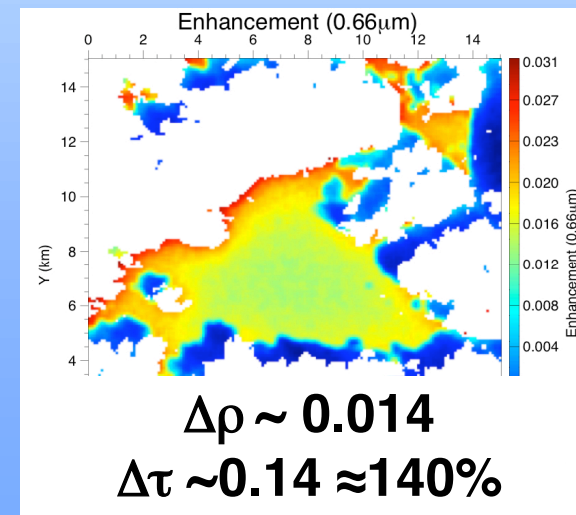 Enhancement (0.66μm)
0 2 4 6 8 10 12 14
14
12
10
8
6
4
Y (km)
0.031
0.027
0.023
0.020
0.016
0.012
0.008
0.004
Enhancement (0.66μm)
Δρ ~ 0.014
Δτ ~0.14 ≈140%